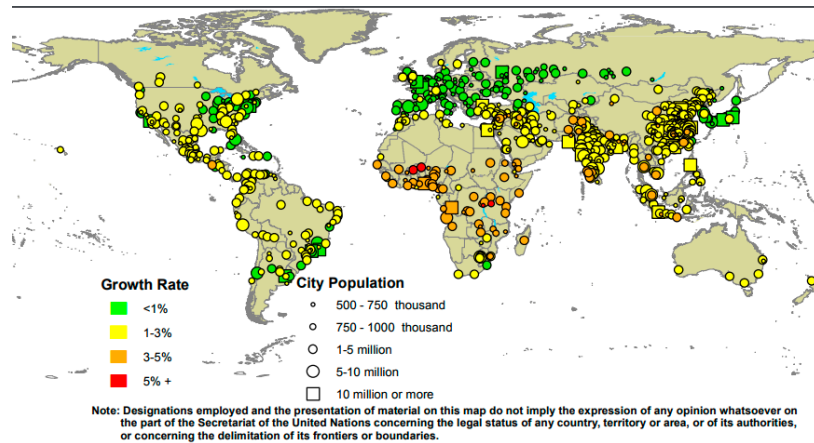 Growth Rate
<1%
1-3%
3-5%
5% +
City Population
500 - 750 thousand
750 - 1000 thousand
1-5 million
5-10 million
10 million or more
Note: Designations employed and the presentation of material on this map do not imply the expression of any opinion whatsoever on
the part of the Secretariat of the United Nations concerning the legal status of any country, territory or area, or of its authorities,
or concerning the delimitation of its frontiers or boundaries.